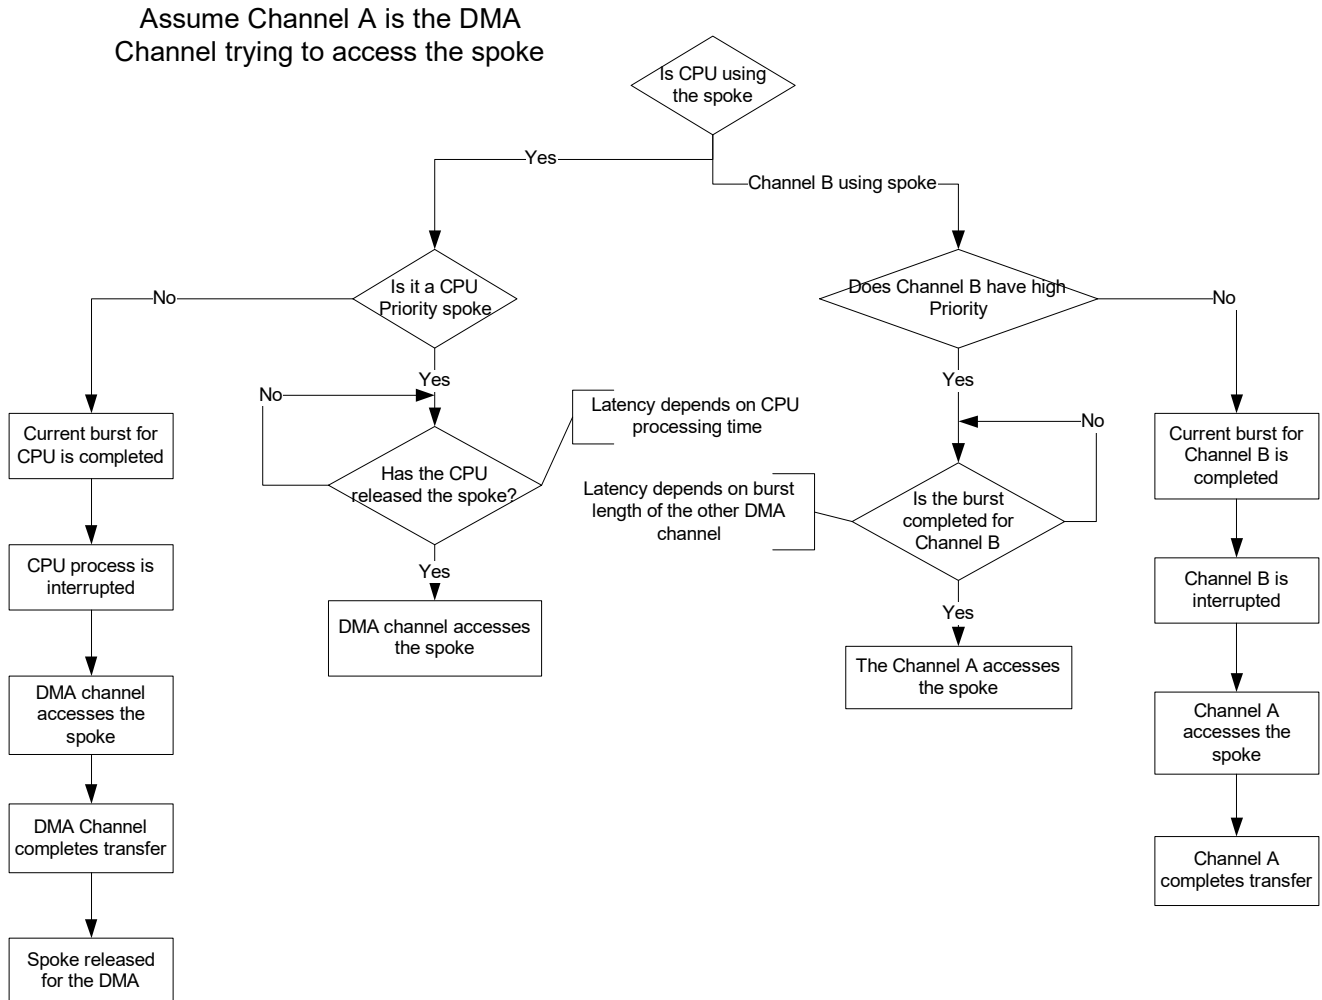 Assume Channel A is the DMA
Channel trying to access the spoke
Is CPU using
the spoke
Yes
Channel B using spoke
Is it a CPU
Priority spoke
No
Does Channel B have high
Priority
No
Yes
Yes
No
No
Latency depends on CPU
processing time
Current burst for
CPU is completed
Has the CPU
released the spoke?
Latency depends on burst
length of the other DMA
channel
Is the burst
completed for
Channel B
Current burst for
Channel B is
completed
CPU process is
interrupted
Yes
Yes
Channel B is
interrupted
DMA channel accesses
the spoke
The Channel A accesses
the spoke
DMA channel
accesses the
spoke
Channel A
accesses the
spoke
DMA Channel
completes transfer
Channel A
completes transfer
Spoke released
for the DMA